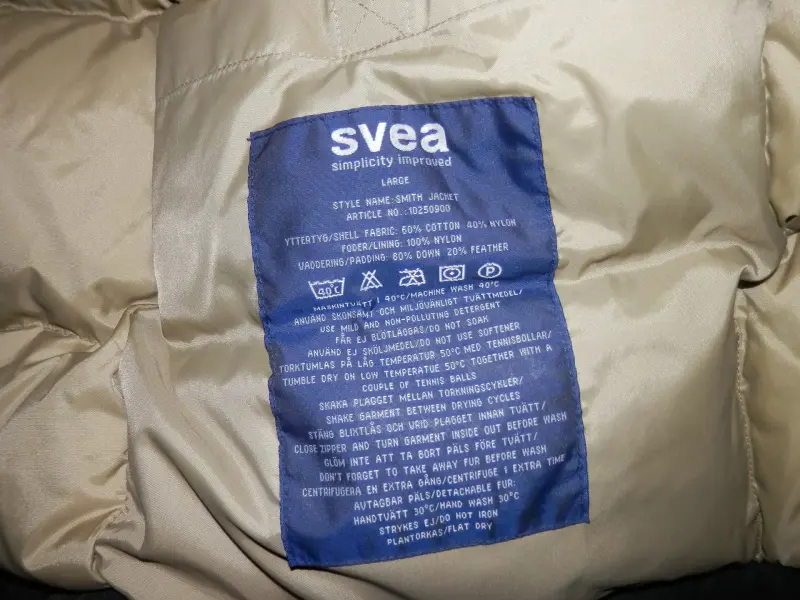 svea
simplicity improved
LARGE
STYLE NAME: SMITH JACKET
ARTICLE NO.: 10250900
YTTERTYG/SHELL FABRIC: 60% COTTON 40% NYLON
FODER/LINING: 100% NYLON
VADDERING/PADDING: 80% DOWN 20% FEATHER
40°C P
MASKINTVÄTT I 40°C/MACHINE WASH 40°C
ANVÄND SKONSAMT OCH MILJÖVÄNLIGT TVÄTTMEDEL/
USE MILD AND NON-POLLUTING DETERGENT
FÅR EJ BLÖTLÄGGAS/DO NOT SOAK
ANVÄND EJ SKÖLJMEDEL/DO NOT USE SOFTENER
TORKTUMLAS PÅ LÅG TEMPERATUR 50°C MED TENNISBOLLAR/
TUMBLE DRY ON LOW TEMPERATUE 50°C TOGETHER WITH A
COUPLE OF TENNIS BALLS
SKAKA PLAGGET MELLAN TORKNINGSCYKLER/
SHAKE GARMENT BETWEEN DRYING CYCLES
STÄNG BLIXTLÅS OCH VRID PLAGGET INNAN TVÄTT/
CLOSE ZIPPER AND TURN GARMENT INSIDE OUT BEFORE WASH
GLÖM INTE ATT TA BORT PÄLS FÖRE TVÄTT/
DON'T FORGET TO TAKE AWAY FUR BEFORE WASH
CENTRIFUGERA EN EXTRA GÅNG/CENTRIFUGE 1 EXTRA TIME
AVTAGBAR PÄLS/DETACHABLE FUR:
HANDTVÄTT 30°C/HAND WASH 30°C
STRYKES EJ/DO NOT IRON
PLANTORKAS/FLAT DRY